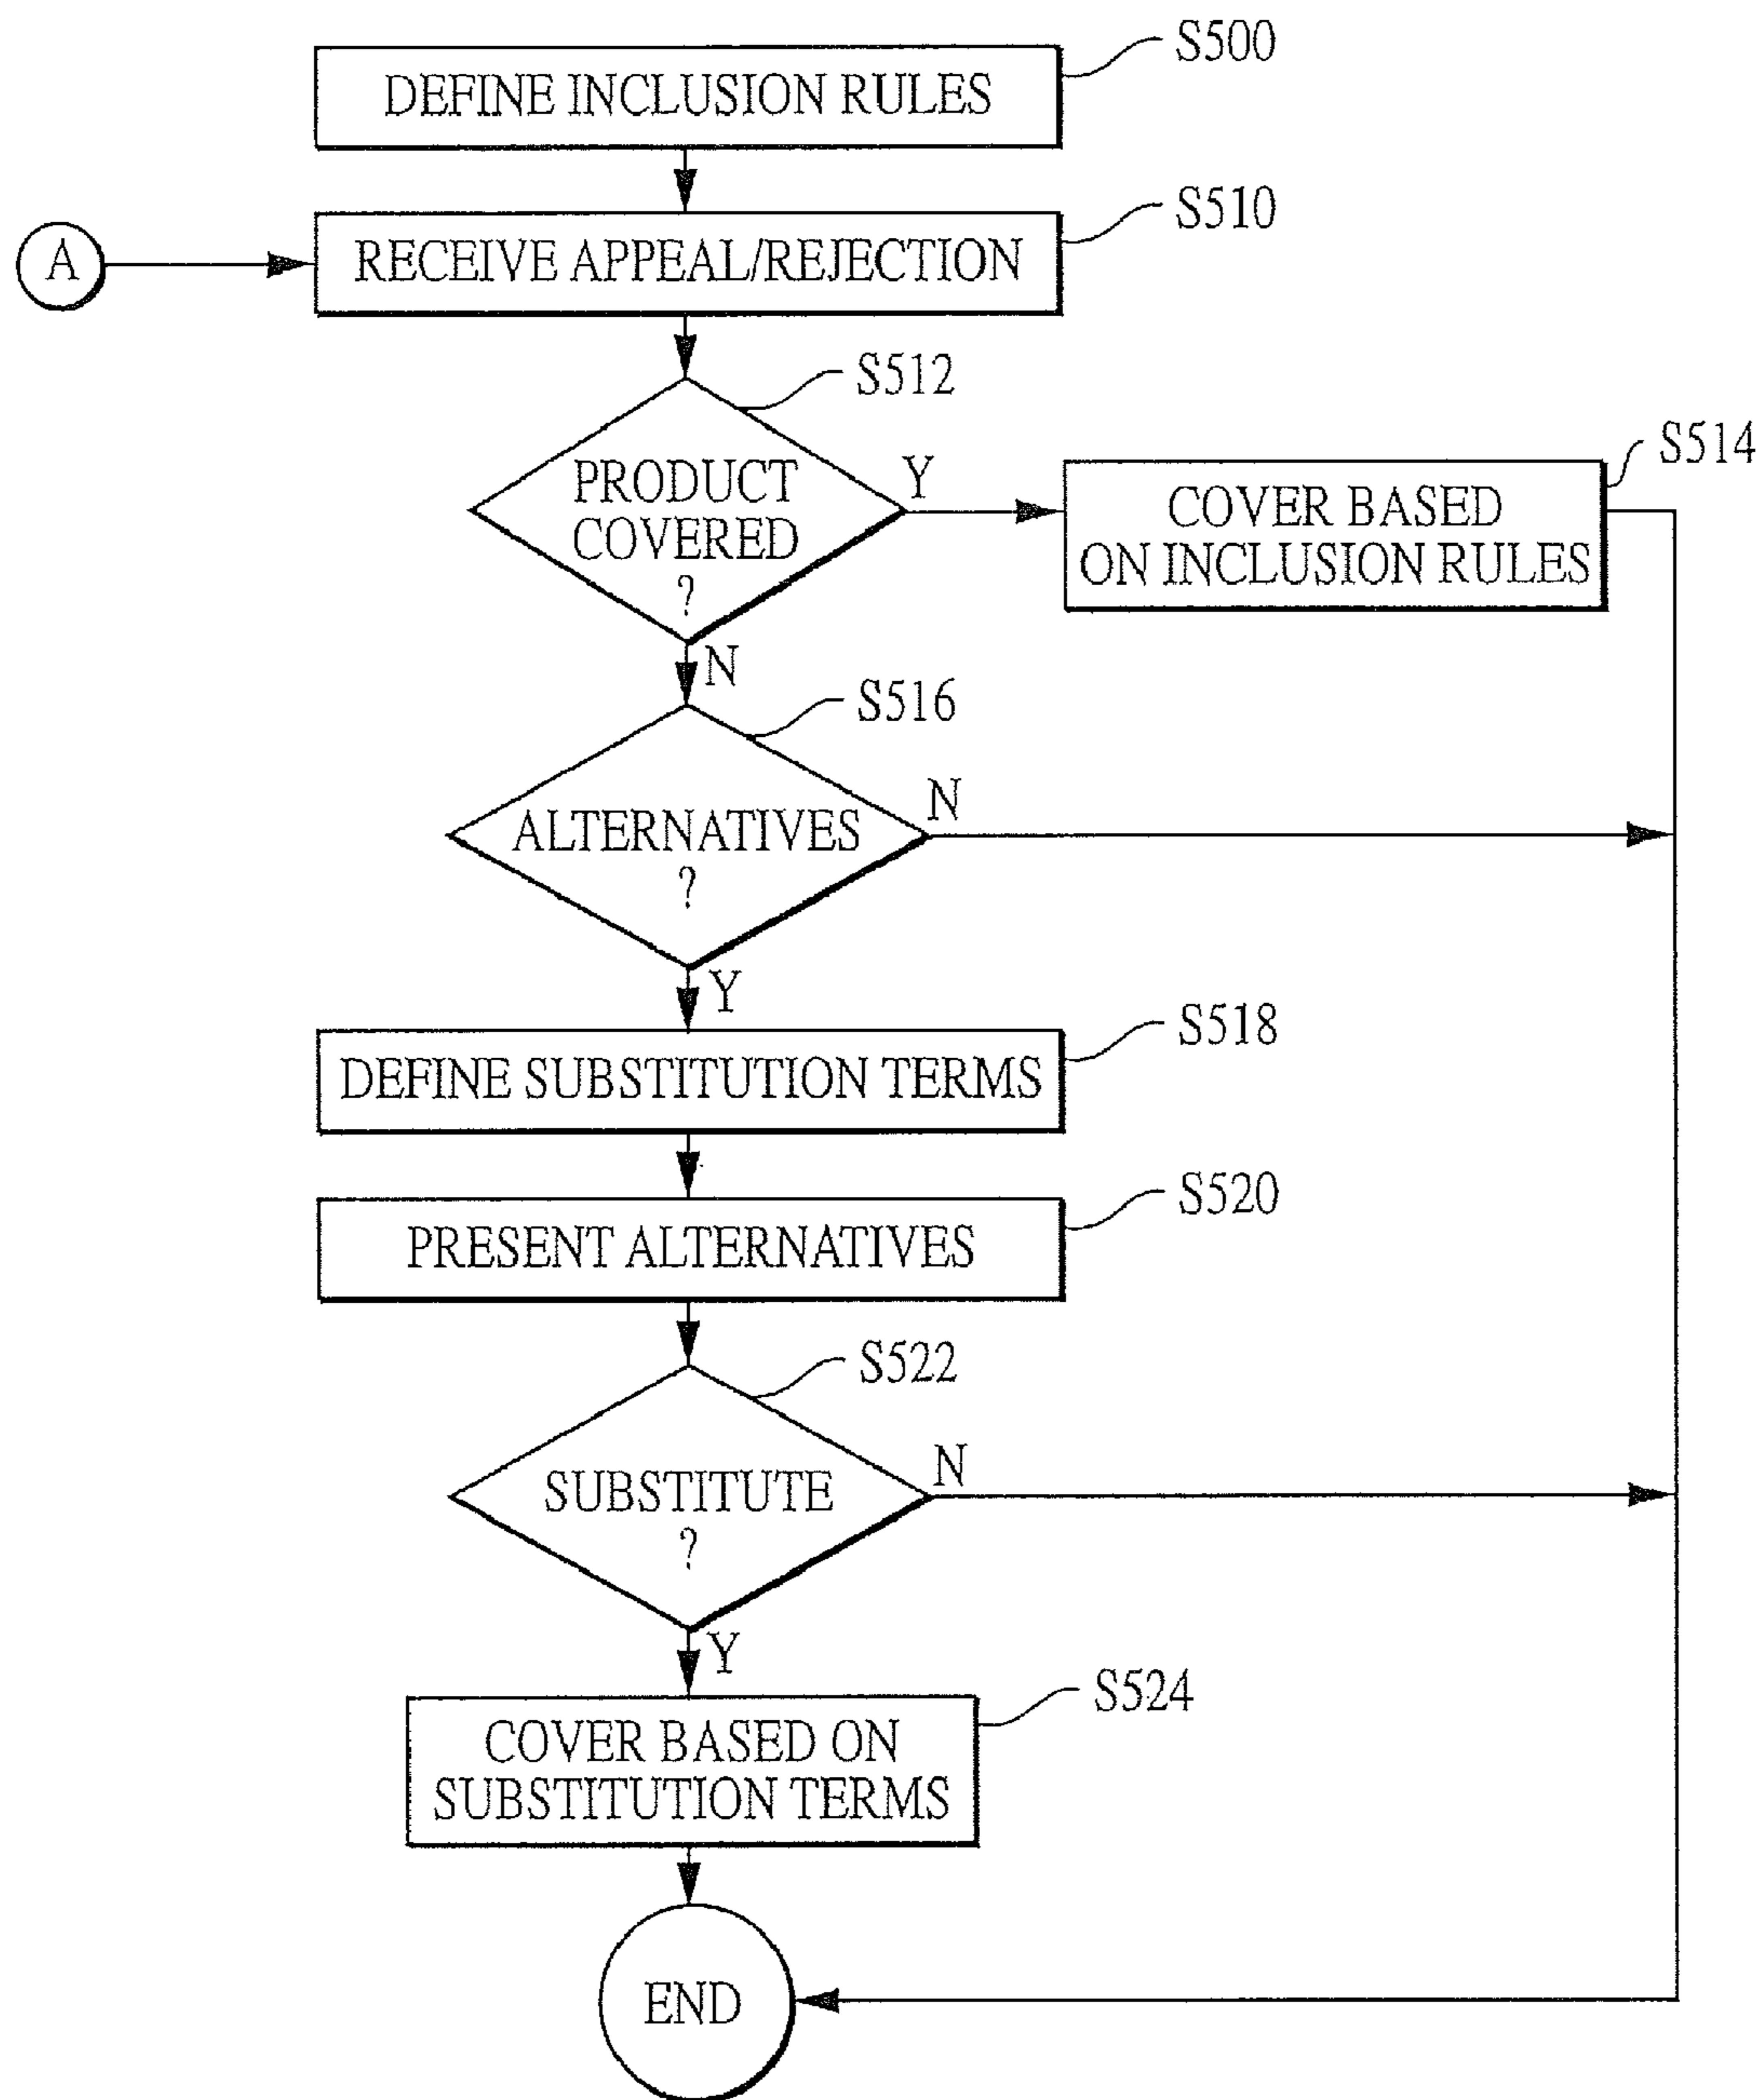 S500
DEFINE INCLUSION RULES
S510
A
RECEIVE APPEAL/REJECTION
S512
PRODUCT
COVERED
?
Y
S514
COVER BASED
ON INCLUSION RULES
N
S516
ALTERNATIVES
?
N
Y
S518
DEFINE SUBSTITUTION TERMS
S520
PRESENT ALTERNATIVES
S522
SUBSTITUTE
?
N
Y
S524
COVER BASED ON
SUBSTITUTION TERMS
END